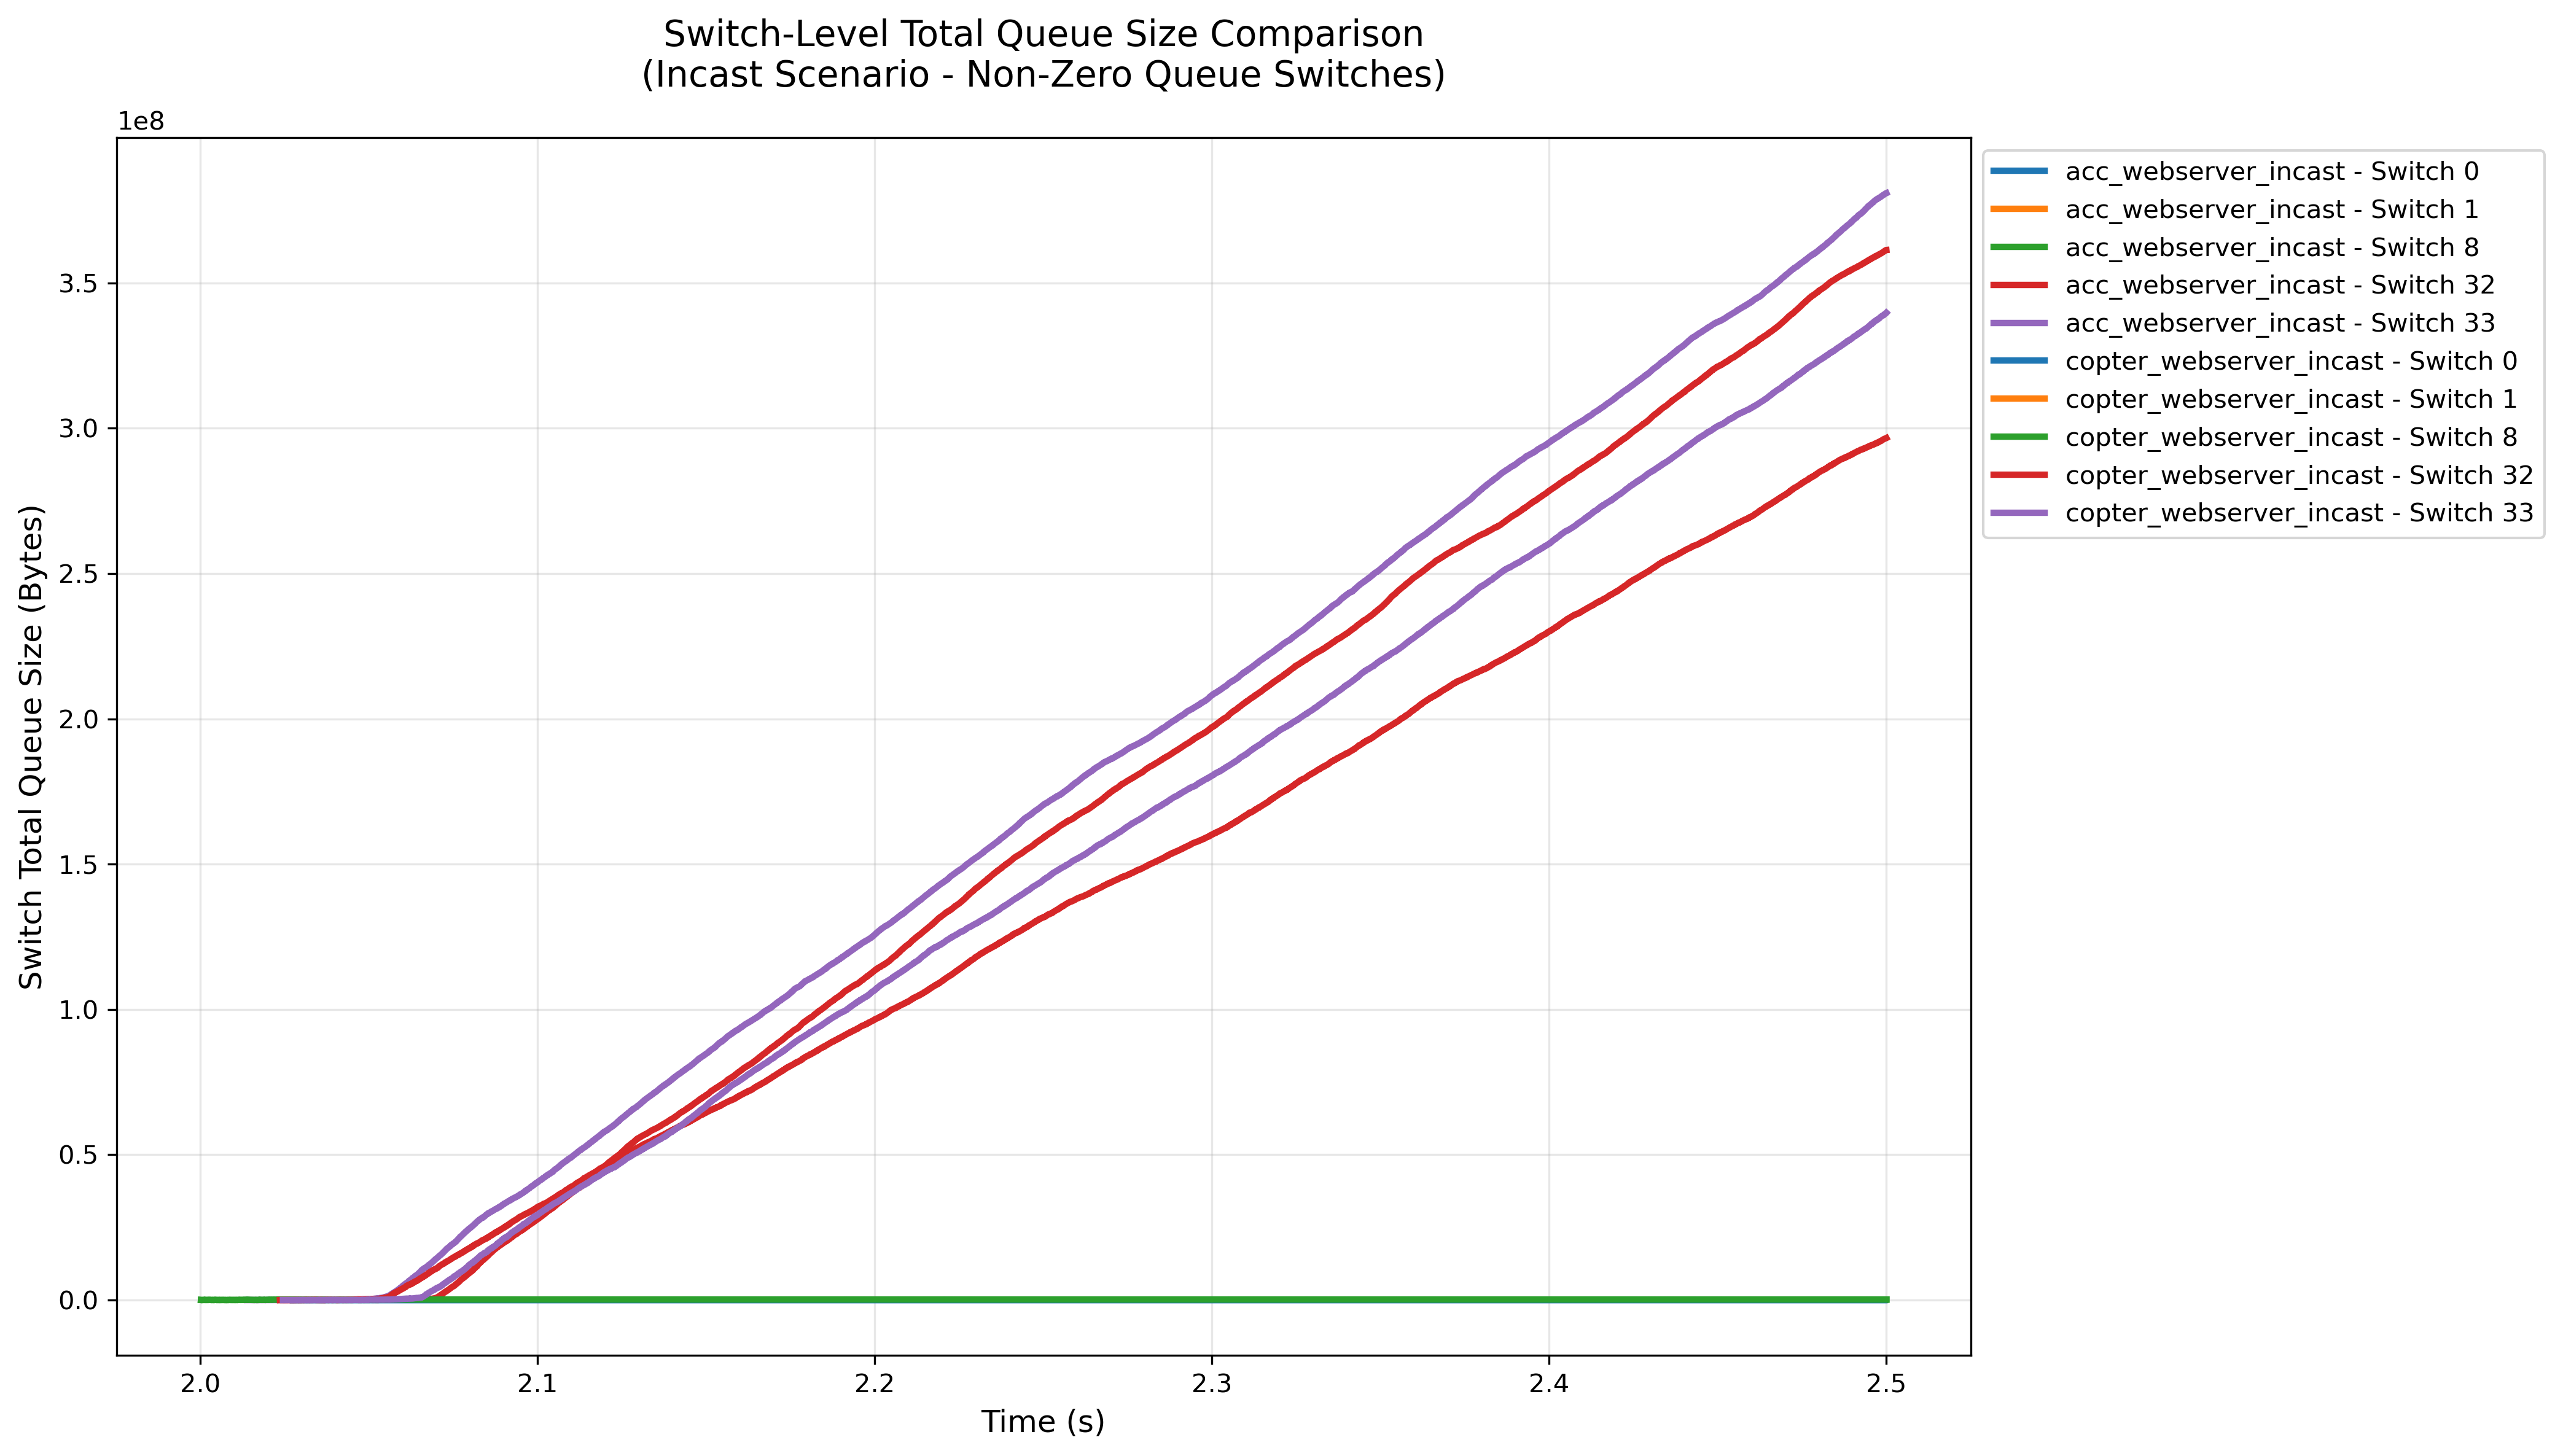 Switch-Level Total Queue Size Comparison
(Incast Scenario - Non-Zero Queue Switches)
1e8
3.5
3.0
2.5
2.0
1.5
1.0
0.5
0.0
Switch Total Queue Size (Bytes)
2.0
2.1
2.2
2.3
2.4
2.5
Time (s)
acc_webserver_incast - Switch 0
acc_webserver_incast - Switch 1
acc_webserver_incast - Switch 8
acc_webserver_incast - Switch 32
acc_webserver_incast - Switch 33
copter_webserver_incast - Switch 0
copter_webserver_incast - Switch 1
copter_webserver_incast - Switch 8
copter_webserver_incast - Switch 32
copter_webserver_incast - Switch 33